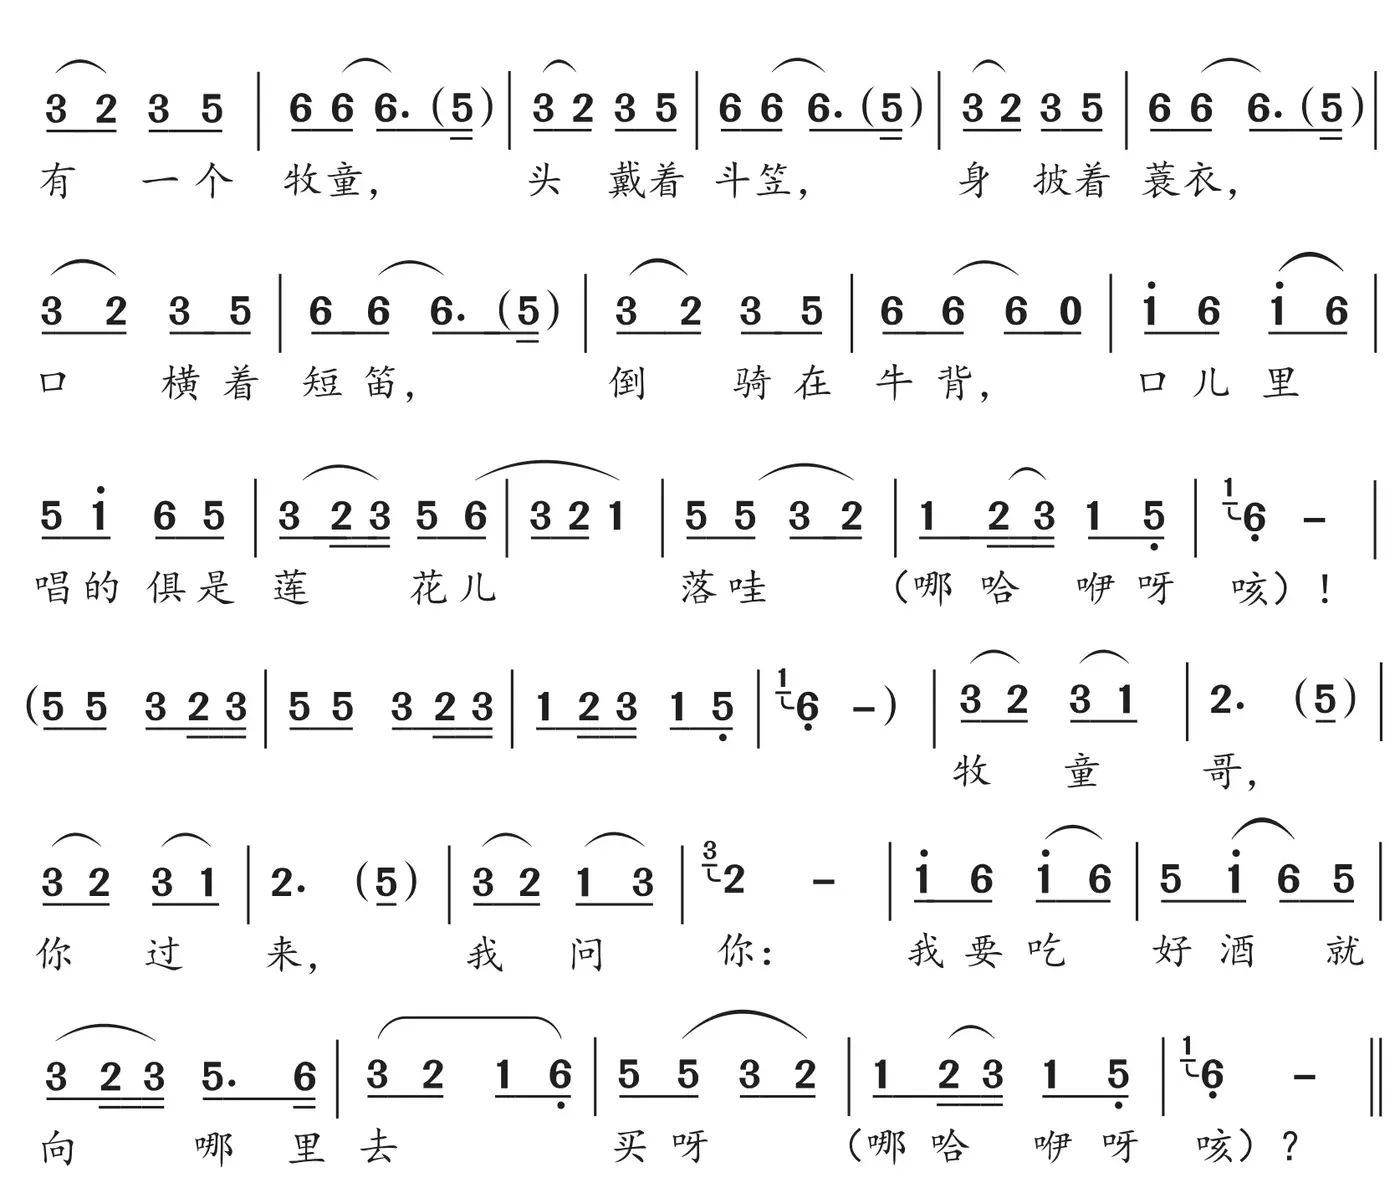 3 2 3 5 | 6 6 6. (5) | 3 2 3 5 | 6 6 6. (5) | 3 2 3 5 | 6 6 6. (5) |
有 一个 牧童， 头 戴着 斗笠， 身 披着 蓑衣，
3 2 3 5 | 6 6 6. (5) | 3 2 3 5 | 6 6 6 0 | i 6 i 6 |
口 横着 短笛， 倒 骑在 牛背， 口儿里
5 i 6 5 | 3 2 3 5 6 | 3 2 1 | 5 5 3 2 | 1 2 3 1 5 | 1 6 – |
唱的 俱是 莲 花儿 落哇 （哪 哈 咿呀 咳）！
(5 5 3 2 3 | 5 5 3 2 3 | 1 2 3 1 5 | 1 6 –) | 3 2 3 1 | 2. (5) |
牧 童 哥，
3 2 3 1 | 2. (5) | 3 2 1 3 | 3 2 – | i 6 i 6 | 5 i 6 5 |
你 过 来， 我 问 你： 我要吃 好酒 就
3 2 3 5. 6 | 3 2 1 6 | 5 5 3 2 | 1 2 3 1 5 | 1 6 – ||
向 哪 里 去 买呀 （哪 哈 咿呀 咳）？